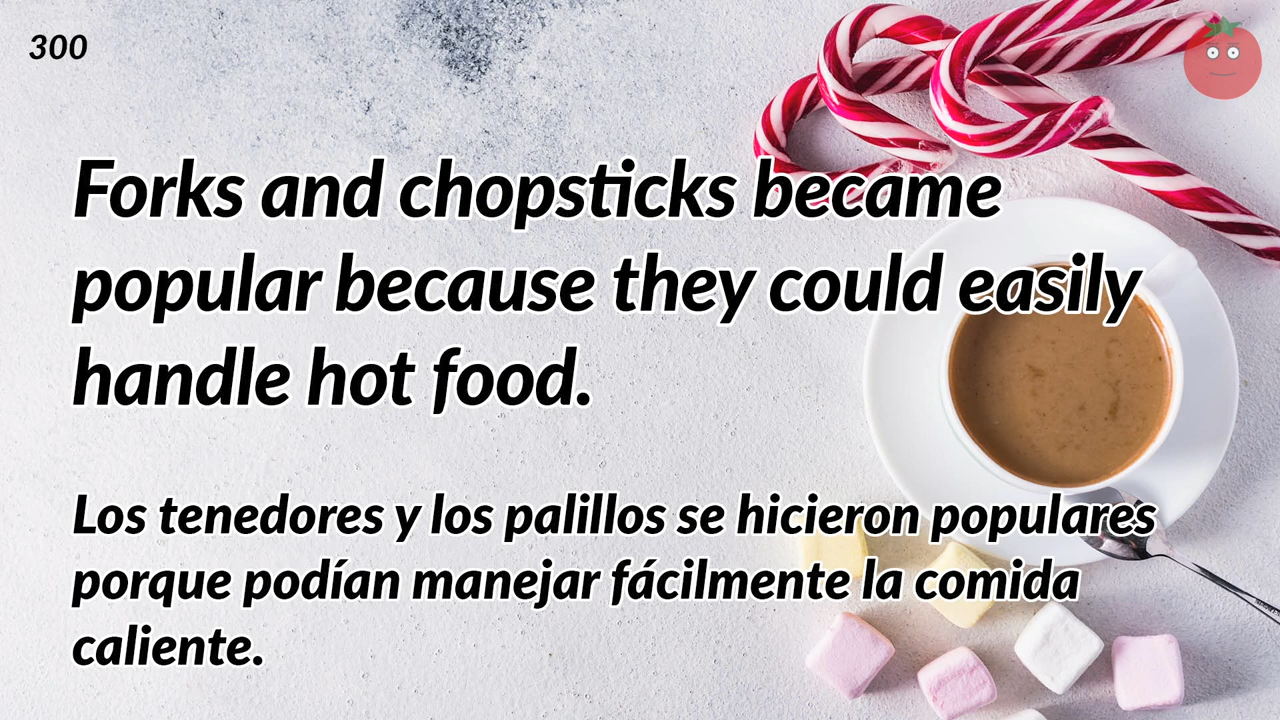 300
Forks and chopsticks became
popular because they could easily
handle hot food.
Los tenedores y los palillos se hicieron populares
porque podían manejar fácilmente la comida
caliente.